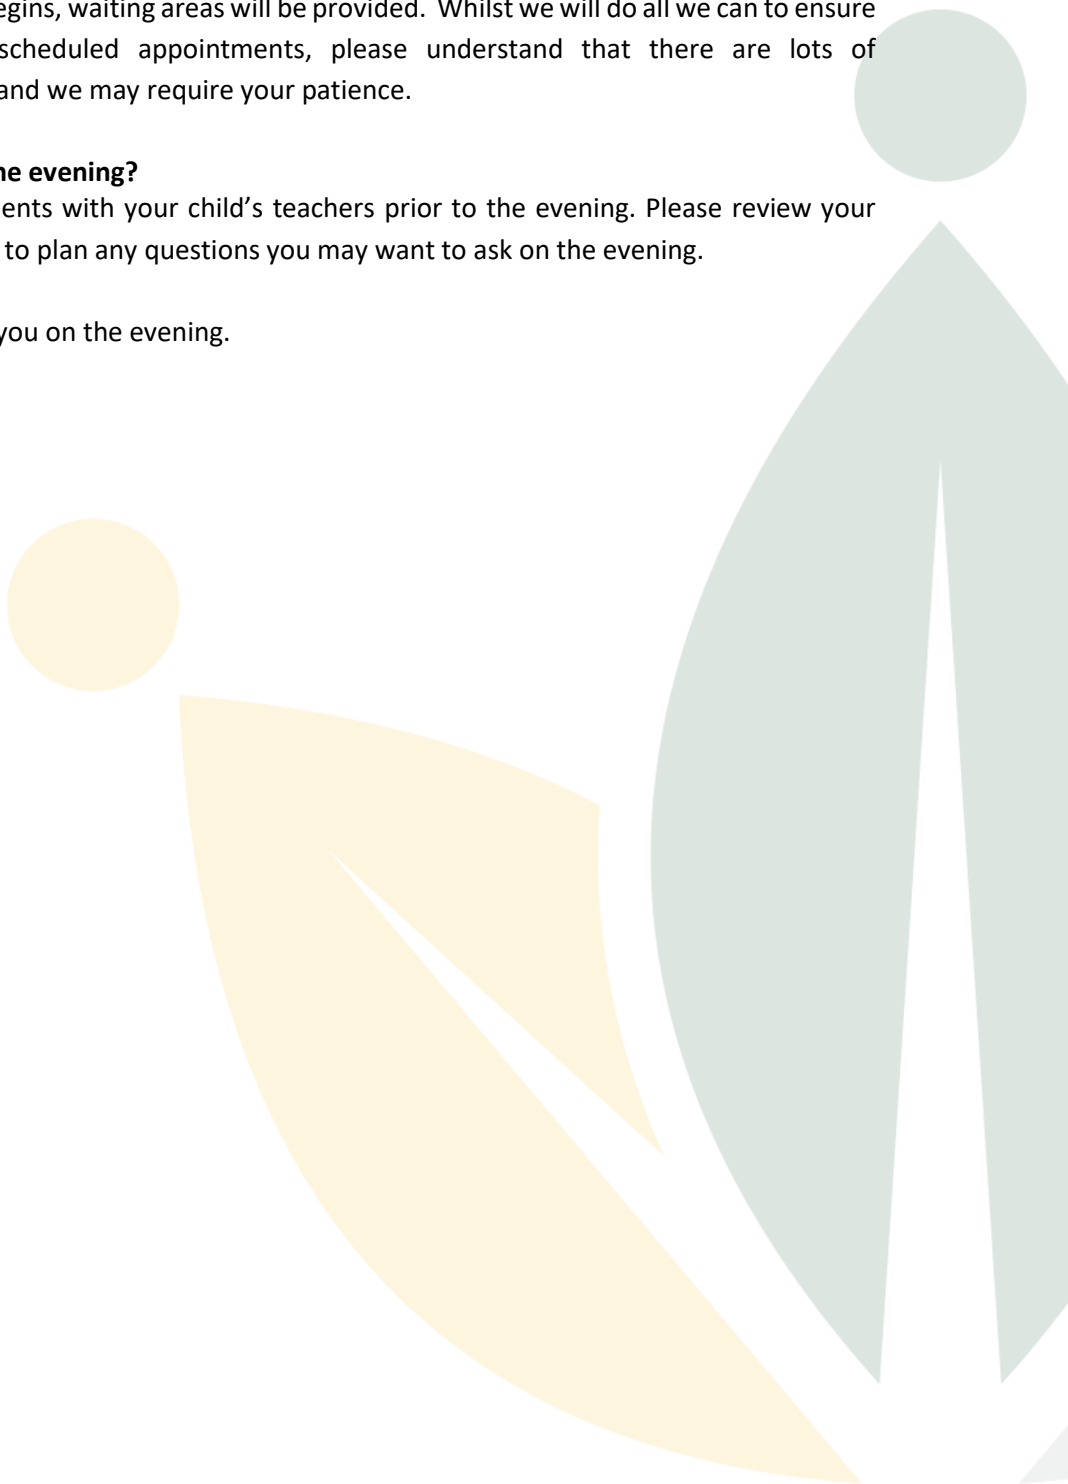 egins, waiting areas will be provided.  Whilst we will do all we can to ensure
scheduled appointments, please understand that there are lots of
and we may require your patience.
he evening?
ents with your child’s teachers prior to the evening. Please review your
to plan any questions you may want to ask on the evening.
you on the evening.